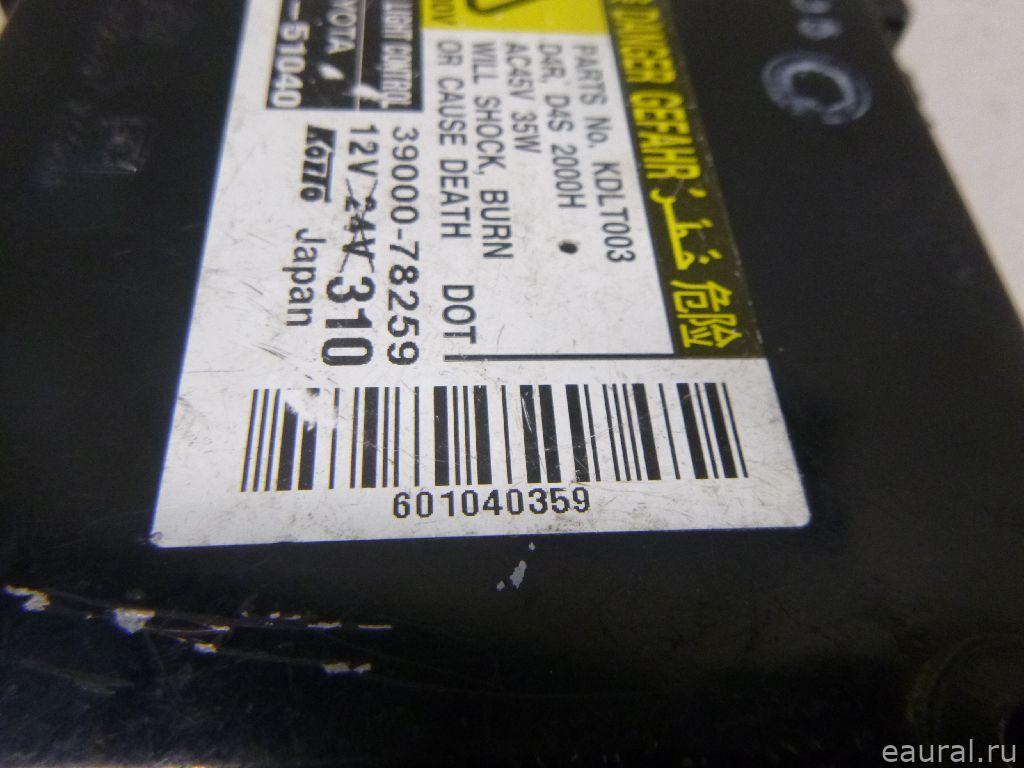 DANGER GEFAHR خطر 危险
PARTS No. KDLT003
D4R, D4S 2000H
AC45V 35W
WILL SHOCK, BURN
OR CAUSE DEATH DOT
LIGHT CONTROL
TOYOTA
-51040
39000-78259
12V 24V 310
KOITO Japan
601040359
eaural.ru